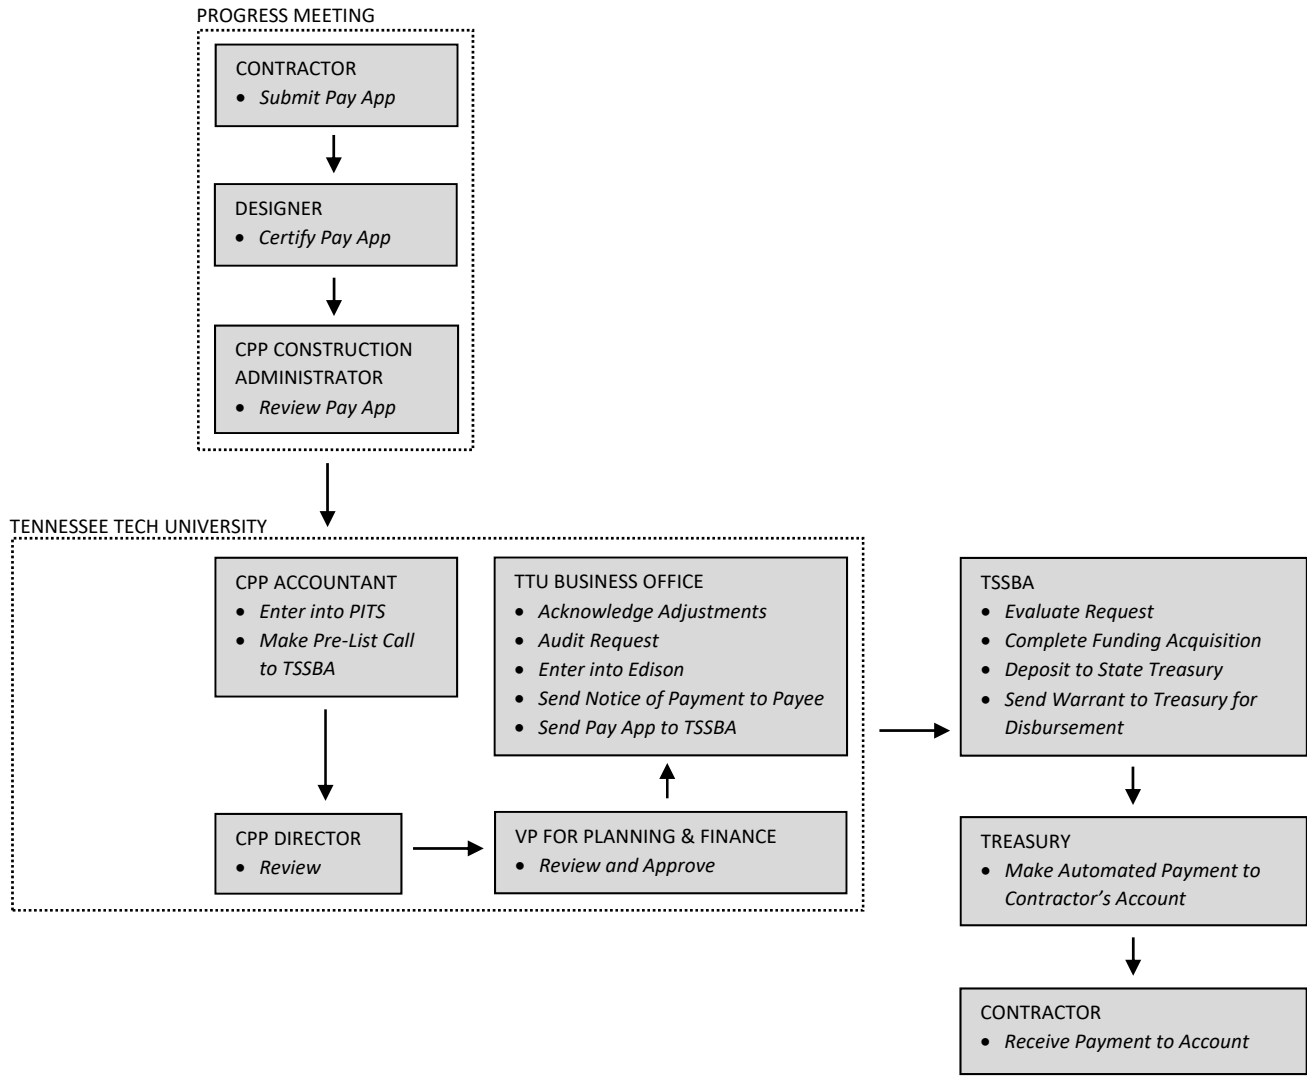 PROGRESS MEETING
CONTRACTOR
• Submit Pay App
DESIGNER
• Certify Pay App
CPP CONSTRUCTION
ADMINISTRATOR
• Review Pay App
TENNESSEE TECH UNIVERSITY
CPP ACCOUNTANT
• Enter into PITS
• Make Pre-List Call
to TSSBA
CPP DIRECTOR
• Review
VP FOR PLANNING & FINANCE
• Review and Approve
TTU BUSINESS OFFICE
• Acknowledge Adjustments
• Audit Request
• Enter into Edison
• Send Notice of Payment to Payee
• Send Pay App to TSSBA
TSSBA
• Evaluate Request
• Complete Funding Acquisition
• Deposit to State Treasury
• Send Warrant to Treasury for
Disbursement
TREASURY
• Make Automated Payment to
Contractor’s Account
CONTRACTOR
• Receive Payment to Account